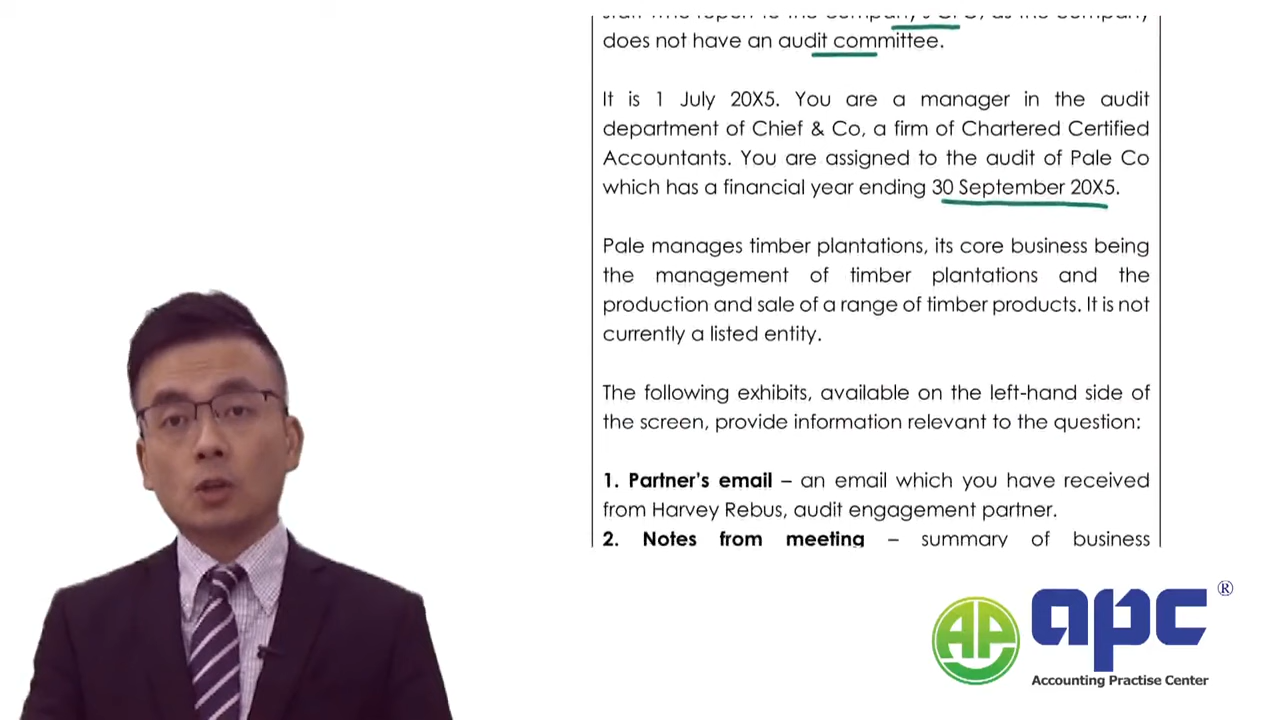 does not have an audit committee.
It is 1 July 20X5. You are a manager in the audit
department of Chief & Co, a firm of Chartered Certified
Accountants. You are assigned to the audit of Pale Co
which has a financial year ending 30 September 20X5.
Pale manages timber plantations, its core business being
the management of timber plantations and the
production and sale of a range of timber products. It is not
currently a listed entity.
The following exhibits, available on the left-hand side of
the screen, provide information relevant to the question:
1. Partner's email – an email which you have received
from Harvey Rebus, audit engagement partner.
2. Notes from meeting – summary of business
AP apc ®
Accounting Practise Center